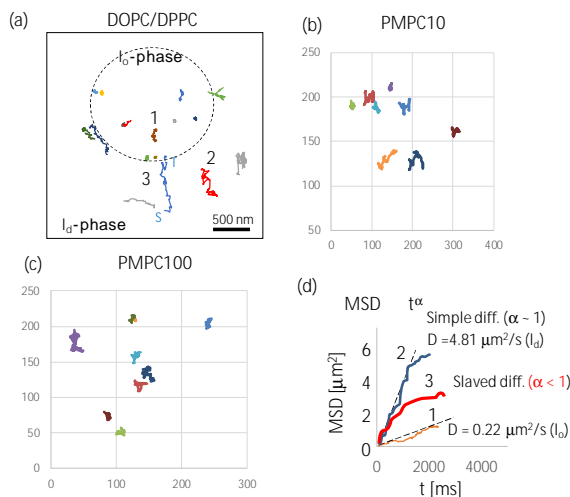 (a)
DOPC/DPPC
lo-phase
1
2
3
T
S
ld-phase
500 nm
(b)
PMPC10
250
200
150
100
50
0 100 200 300 400
(c)
PMPC100
250
200
150
100
50
0
0 100 200 300
(d)
MSD tα
Simple diff. (α ~ 1)
D =4.81 μm²/s (ld)
Slaved diff. (α < 1)
D = 0.22 μm²/s (lo)
2
3
1
MSD [μm²]
6
4
2
0
0 2000 4000
t [ms]